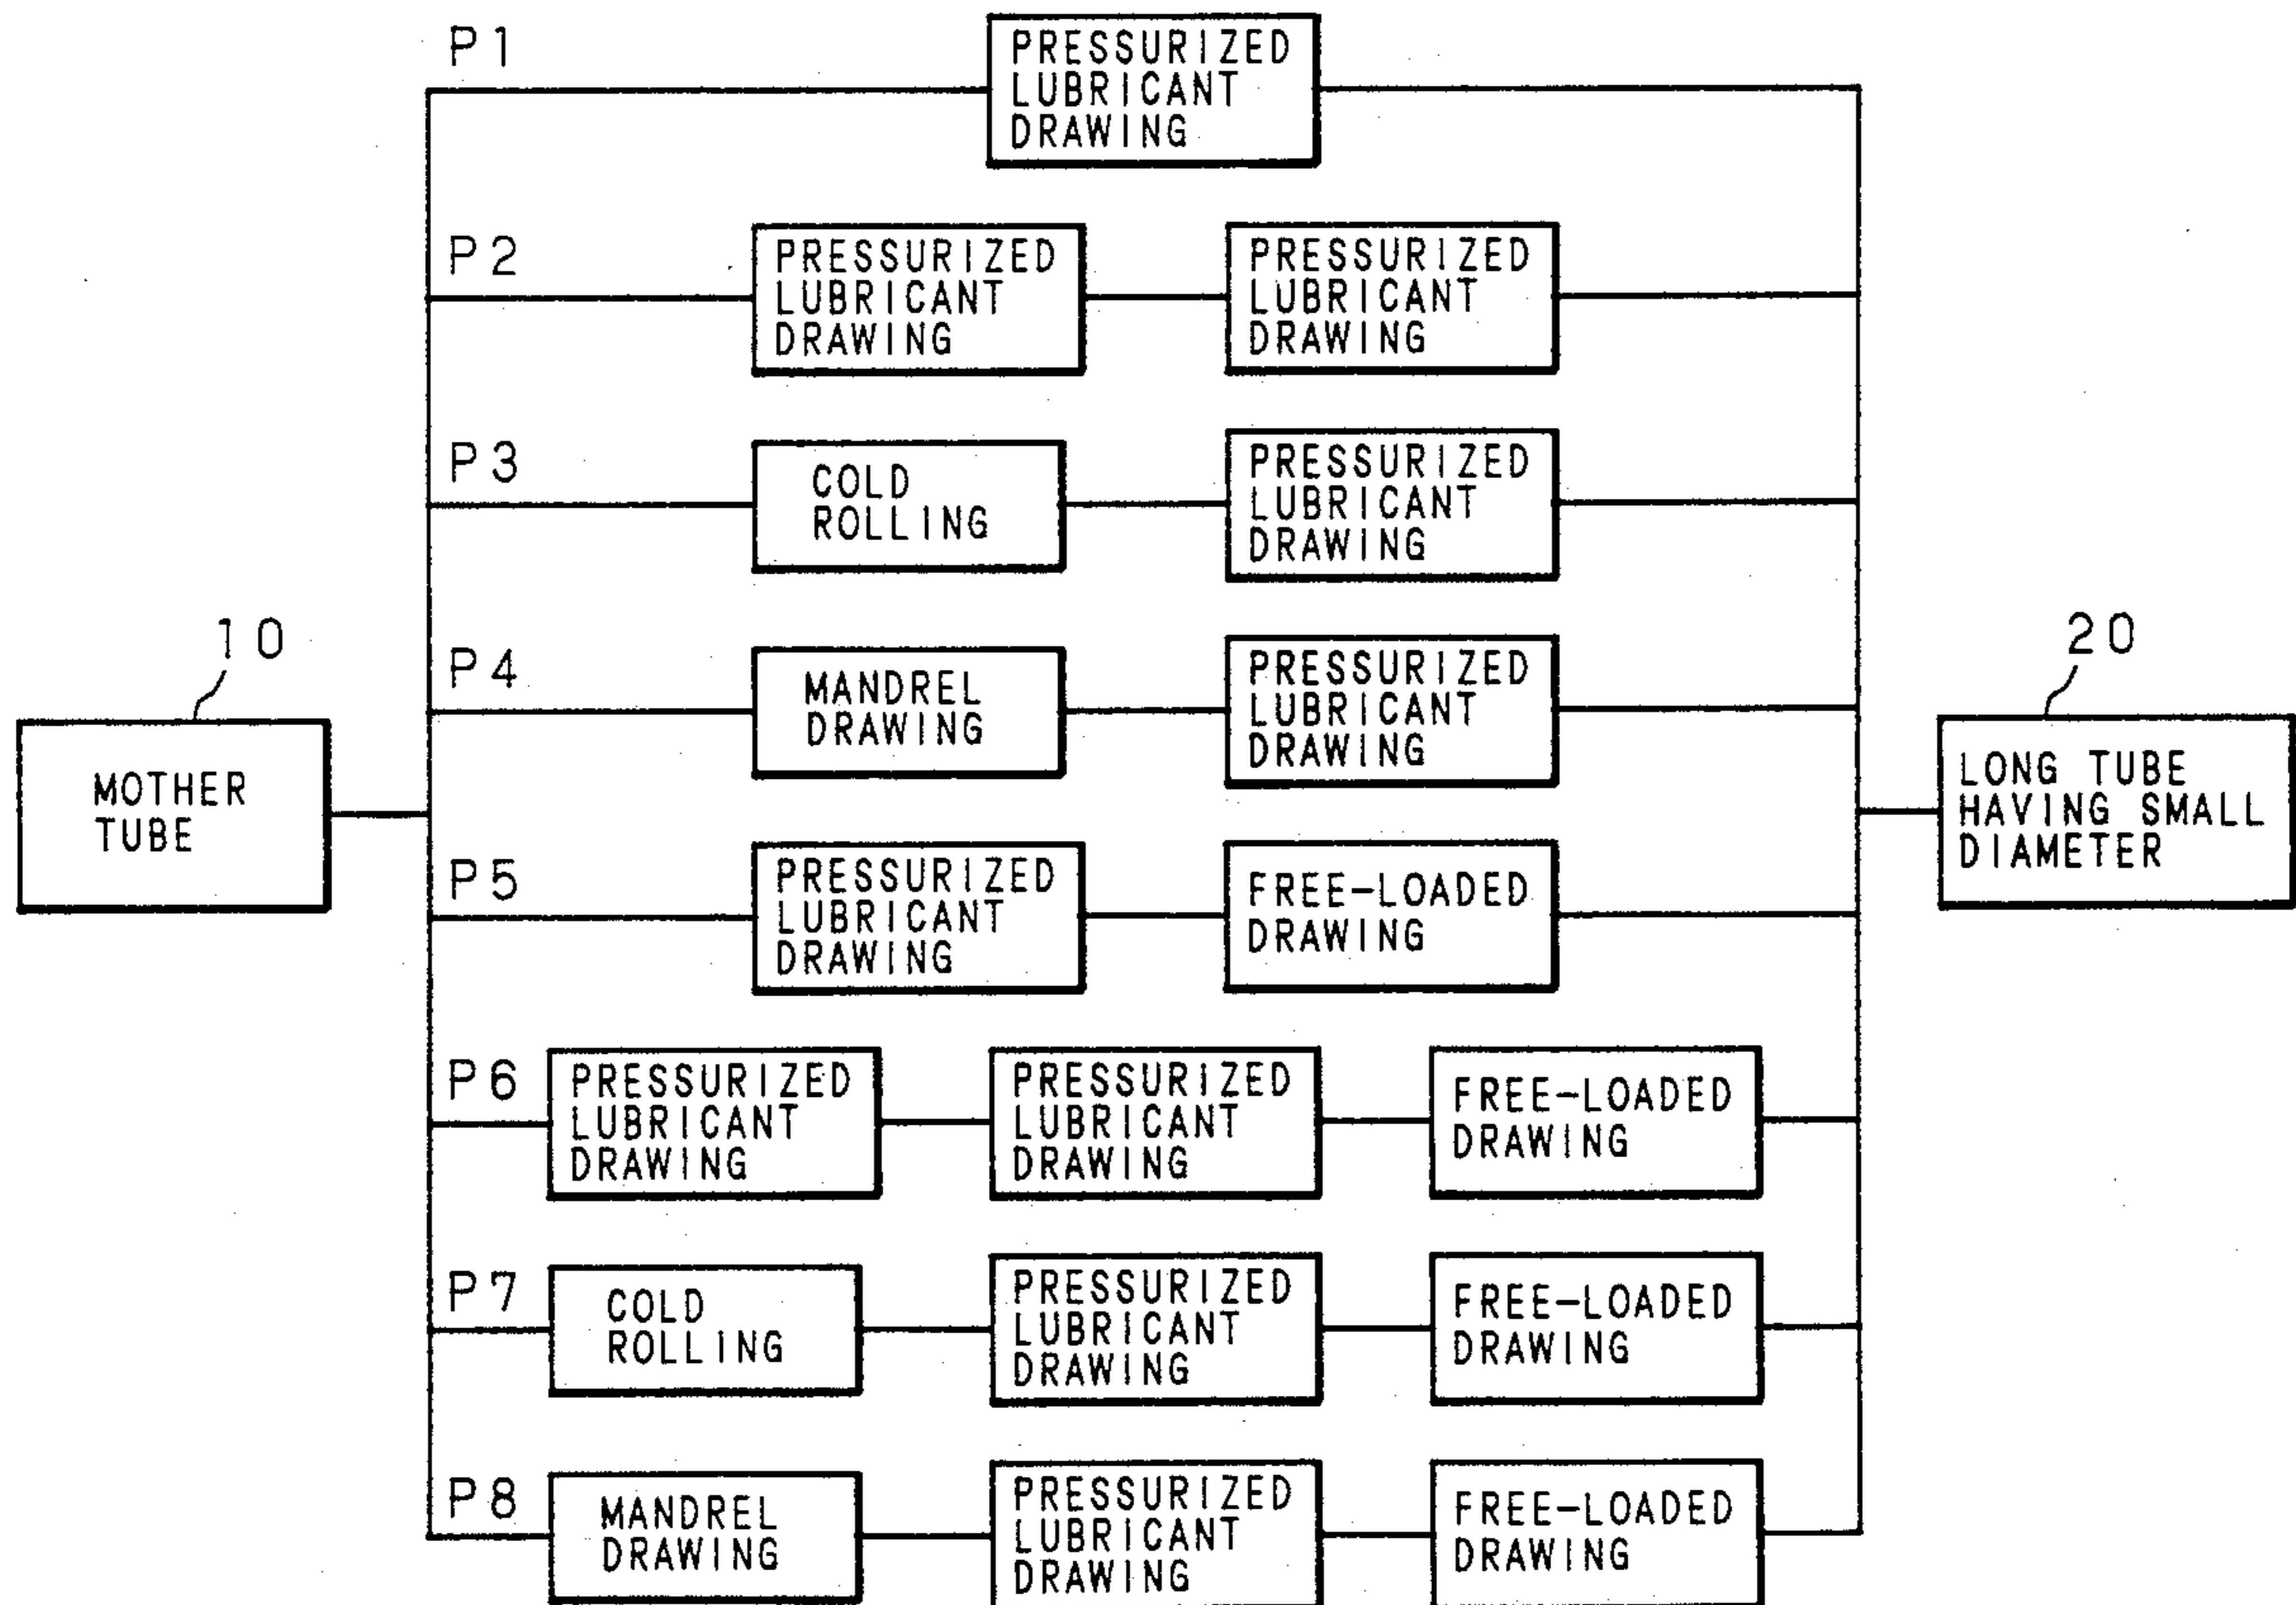 P1
PRESSURIZED
LUBRICANT
DRAWING
P2
PRESSURIZED
LUBRICANT
DRAWING
PRESSURIZED
LUBRICANT
DRAWING
P3
COLD
ROLLING
PRESSURIZED
LUBRICANT
DRAWING
10
MOTHER
TUBE
P4
MANDREL
DRAWING
PRESSURIZED
LUBRICANT
DRAWING
20
LONG TUBE
HAVING SMALL
DIAMETER
P5
PRESSURIZED
LUBRICANT
DRAWING
FREE-LOADED
DRAWING
P6
PRESSURIZED
LUBRICANT
DRAWING
PRESSURIZED
LUBRICANT
DRAWING
FREE-LOADED
DRAWING
P7
COLD
ROLLING
PRESSURIZED
LUBRICANT
DRAWING
FREE-LOADED
DRAWING
P8
MANDREL
DRAWING
PRESSURIZED
LUBRICANT
DRAWING
FREE-LOADED
DRAWING